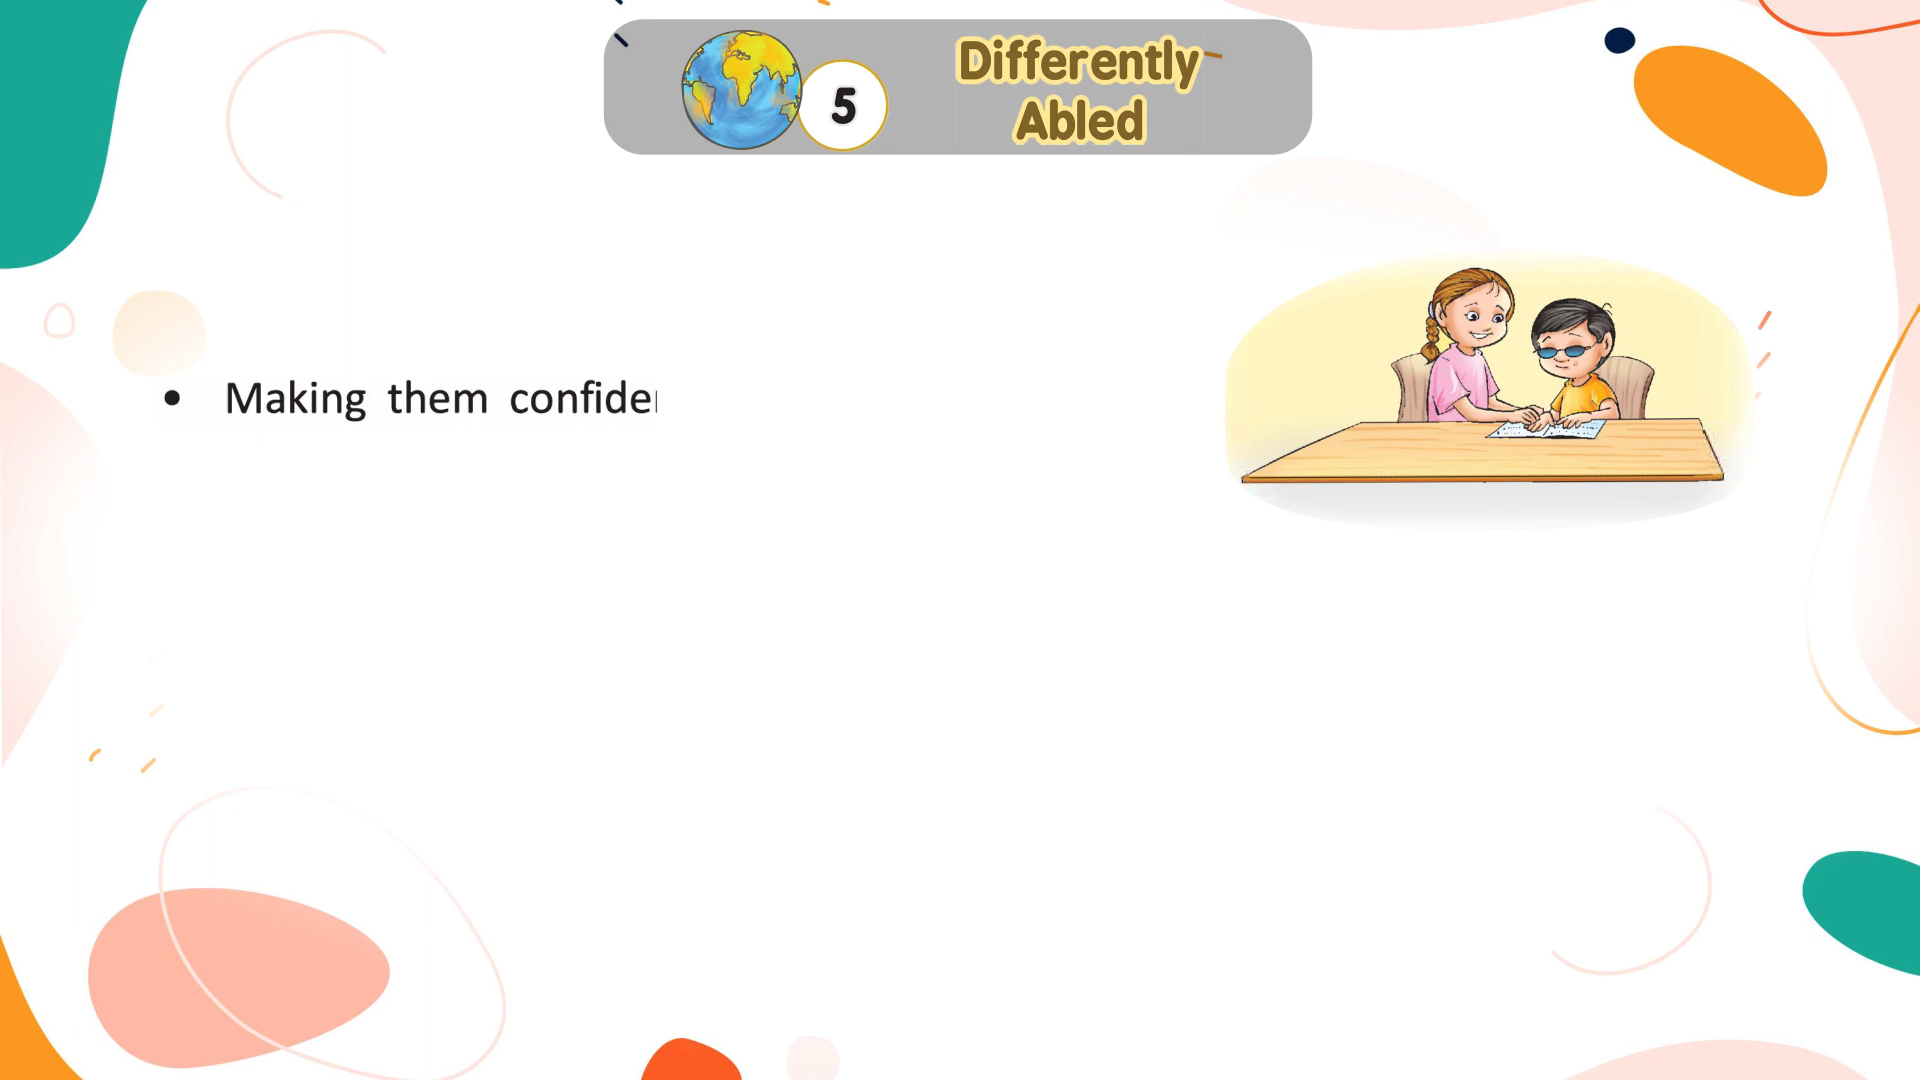 5
Differently
Abled
• Making them